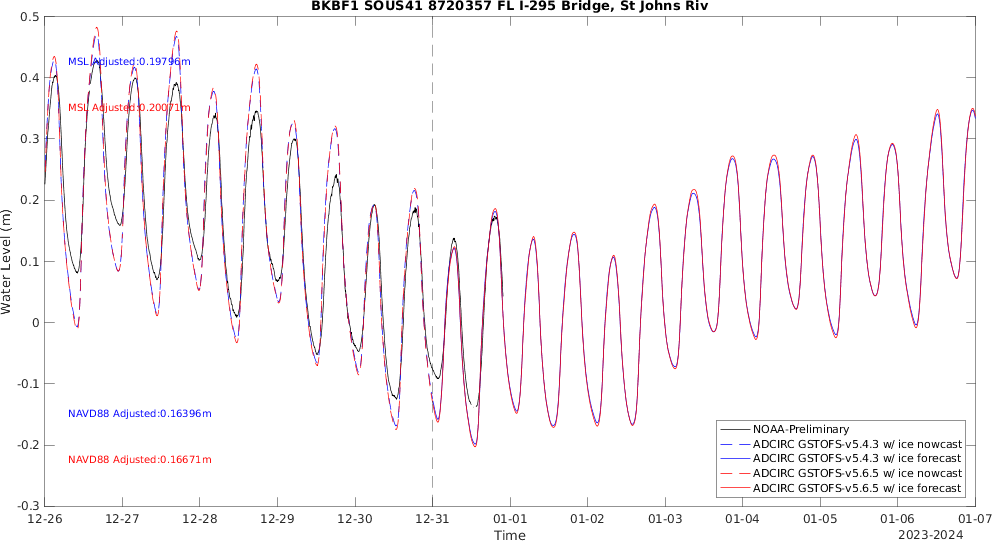 BKBF1 SOUS41 8720357 FL I-295 Bridge, St Johns Riv
0.5
0.4
0.3
0.2
0.1
0
-0.1
-0.2
-0.3
Water Level (m)
MSL Adjusted:0.19796m
MSL Adjusted:0.20071m
NAVD88 Adjusted:0.16396m
NAVD88 Adjusted:0.16671m
NOAA-Preliminary
ADCIRC GSTOFS-v5.4.3 w/ ice nowcast
ADCIRC GSTOFS-v5.4.3 w/ ice forecast
ADCIRC GSTOFS-v5.6.5 w/ ice nowcast
ADCIRC GSTOFS-v5.6.5 w/ ice forecast
12-26 12-27 12-28 12-29 12-30 12-31 01-01 01-02 01-03 01-04 01-05 01-06 01-07
Time
2023-2024